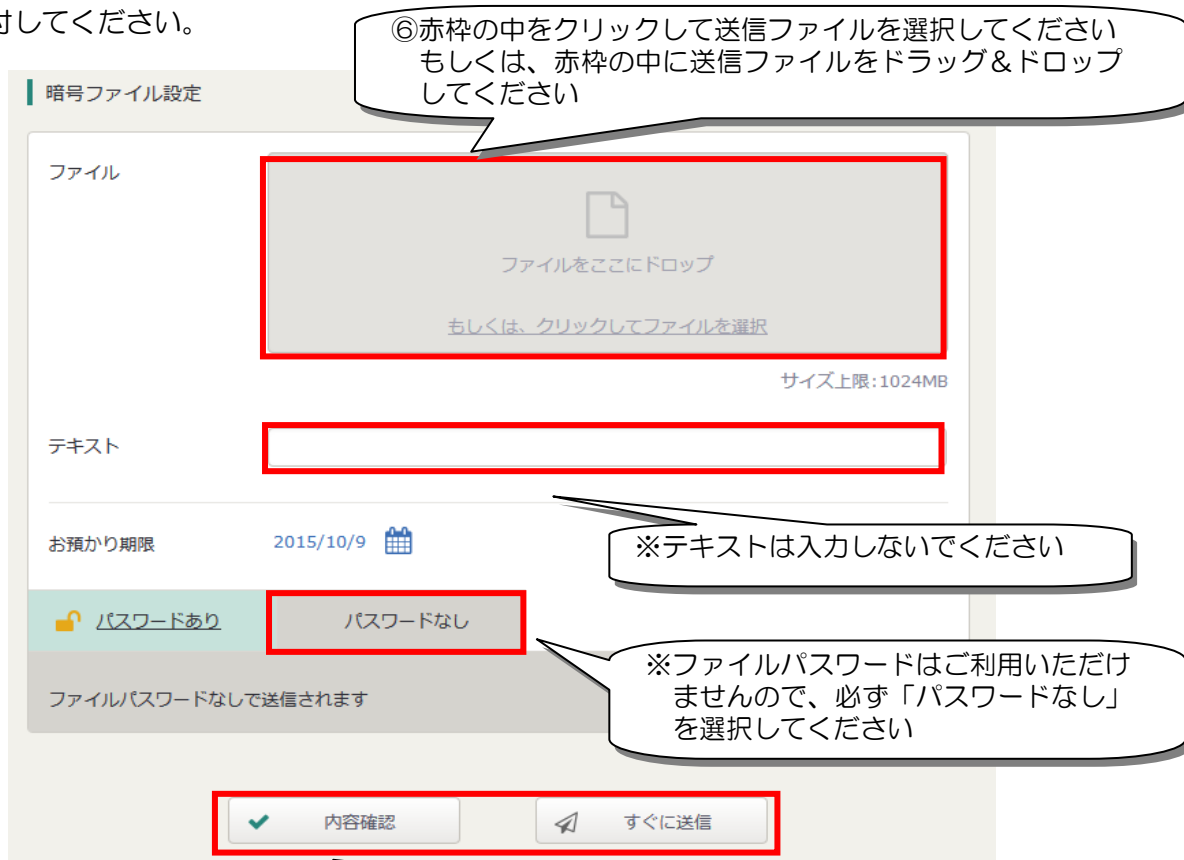 付してください。
⑥赤枠の中をクリックして送信ファイルを選択してください
もしくは、赤枠の中に送信ファイルをドラッグ＆ドロップ
してください
暗号ファイル設定
ファイル
ファイルをここにドロップ
もしくは、クリックしてファイルを選択
サイズ上限:1024MB
テキスト
お預かり期限
2015/10/9
※テキストは入力しないでください
パスワードあり
パスワードなし
※ファイルパスワードはご利用いただけ
ませんので、必ず「パスワードなし」
を選択してください
ファイルパスワードなしで送信されます
内容確認
すぐに送信